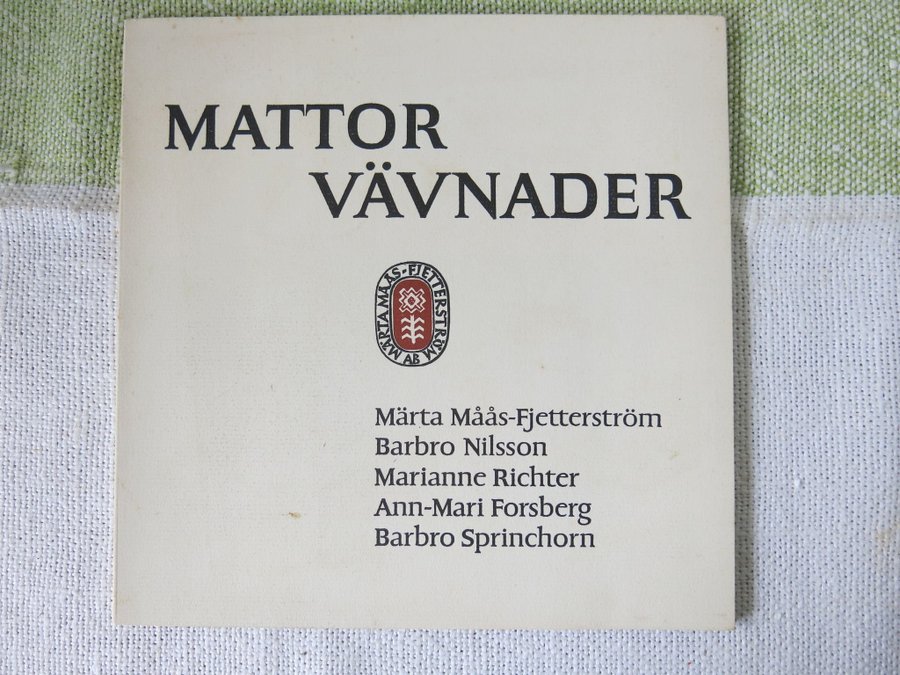 MATTOR
VÄVNADER
MÄRTA MÅÅS-FJETTERSTRÖM AB
Märta Måås-Fjetterström
Barbro Nilsson
Marianne Richter
Ann-Mari Forsberg
Barbro Sprinchorn